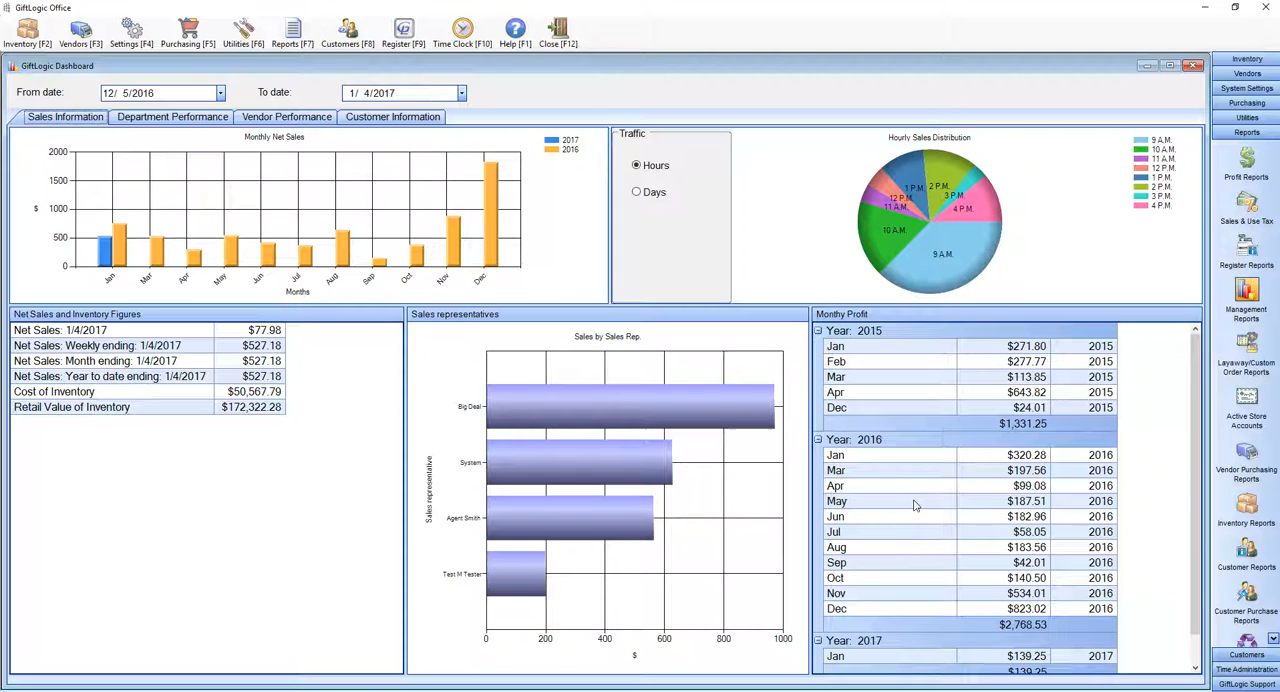 GiftLogic Office
Inventory [F2] Vendors [F3] Settings [F4] Purchasing [F5] Utilities [F6] Reports [F7] Customers [F8] Register [F9] Time Clock [F10] Help [F1] Close [F12]
GiftLogic Dashboard
From date: 12/ 5/2016 To date: 1/ 4/2017
Sales Information Department Performance Vendor Performance Customer Information
Monthly Net Sales
2017
2016
2000
1500
$ 1000
500
0
Jan Mar Apr May Jun Jul Aug Sep Oct Nov Dec
Months
Traffic
Hours
Days
Hourly Sales Distribution
1 P.M. 2 P.M.
12 P.M. 3 P.M.
11 A.M. 4 P.M.
10 A.M.
9 A.M.
9 A.M.
10 A.M.
11 A.M.
12 P.M.
1 P.M.
2 P.M.
3 P.M.
4 P.M.
Net Sales and Inventory Figures
Net Sales: 1/4/2017 $77.98
Net Sales: Weekly ending: 1/4/2017 $527.18
Net Sales: Month ending: 1/4/2017 $527.18
Net Sales: Year to date ending: 1/4/2017 $527.18
Cost of Inventory $50,567.79
Retail Value of Inventory $172,322.28
Sales representatives
Sales by Sales Rep.
Sales representative
Big Deal
System
Agent Smith
Test M Tester
0 200 400 600 800 1000
$
Monthy Profit
Year: 2015
Jan $271.80 2015
Feb $277.77 2015
Mar $113.85 2015
Apr $643.82 2015
Dec $24.01 2015
$1,331.25
Year: 2016
Jan $320.28 2016
Mar $197.56 2016
Apr $99.08 2016
May $187.51 2016
Jun $182.96 2016
Jul $58.05 2016
Aug $183.56 2016
Sep $42.01 2016
Oct $140.50 2016
Nov $534.01 2016
Dec $823.02 2016
$2,768.53
Year: 2017
Jan $139.25 2017
$139.25
Inventory
Vendors
System Settings
Purchasing
Utilities
Reports
Profit Reports
Sales & Use Tax
Register Reports
Management
Reports
Layaway/Custom
Order Reports
Active Store
Accounts
Vendor Purchasing
Reports
Inventory Reports
Customer Reports
Customer Purchase
Reports
Customers
Time Administration
GiftLogic Support